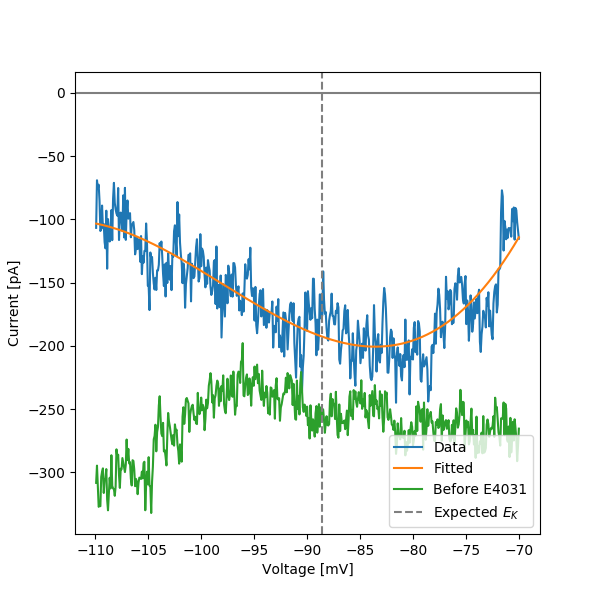 0
−50
−100
−150
−200
−250
−300
Current [pA]
−110
−105
−100
−95
−90
−85
−80
−75
−70
Voltage [mV]
Data
Fitted
Before E4031
Expected E_K